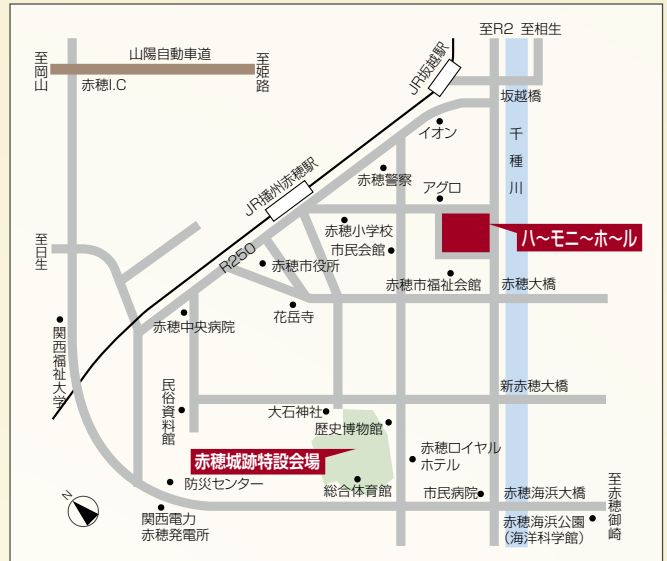 至R2 至相生
至岡山
山陽自動車道
至姫路
赤穂I.C
JR坂越駅
坂越橋
イオン
千種川
赤穂警察
アグロ
JR播州赤穂駅
赤穂小学校
ハ〜モニ〜ホ〜ル
市民会館
至日生
R250
赤穂市役所
赤穂市福祉会館
赤穂大橋
花岳寺
赤穂中央病院
関西福祉大学
新赤穂大橋
民俗資料館
大石神社
歴史博物館
赤穂城跡特設会場
赤穂ロイヤル
ホテル
防災センター
総合体育館
市民病院
赤穂海浜大橋
至赤穂御崎
N
関西電力
赤穂発電所
赤穂海浜公園
(海洋科学館)